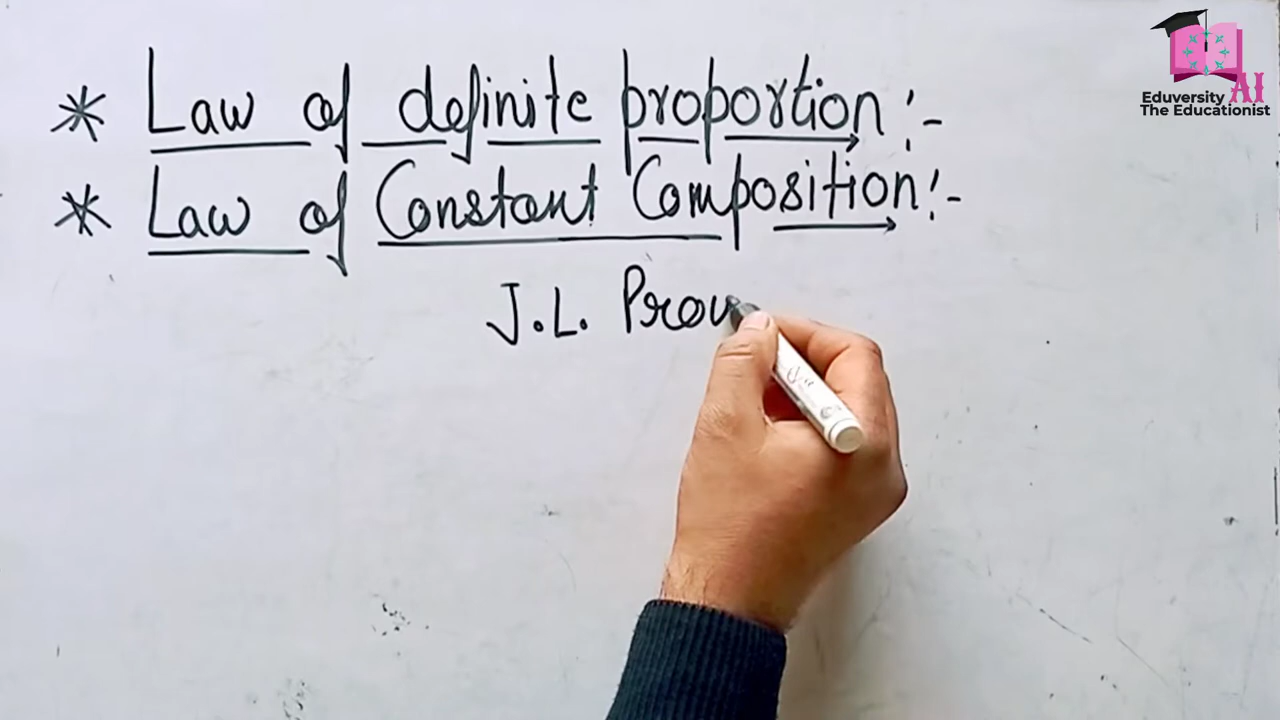 * Law of definite proportion :-
* Law of Constant Composition :-
J.L. Prou
Eduversity AI
The Educationist